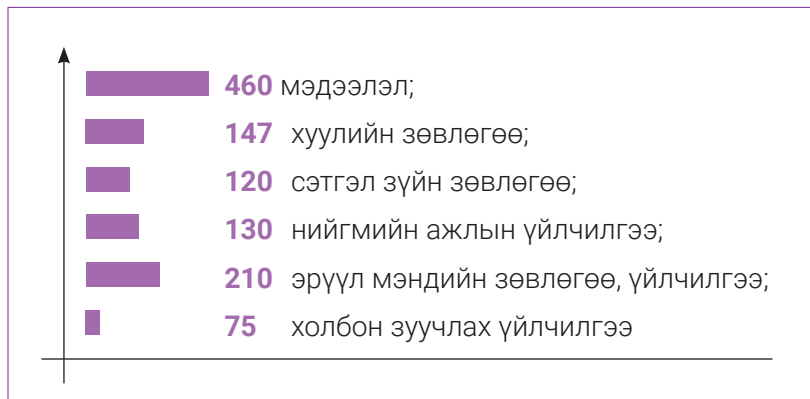 460 мэдээлэл;
147 хуулийн зөвлөгөө;
120 сэтгэл зүйн зөвлөгөө;
130 нийгмийн ажлын үйлчилгээ;
210 эрүүл мэндийн зөвлөгөө, үйлчилгээ;
75 холбон зуучлах үйлчилгээ